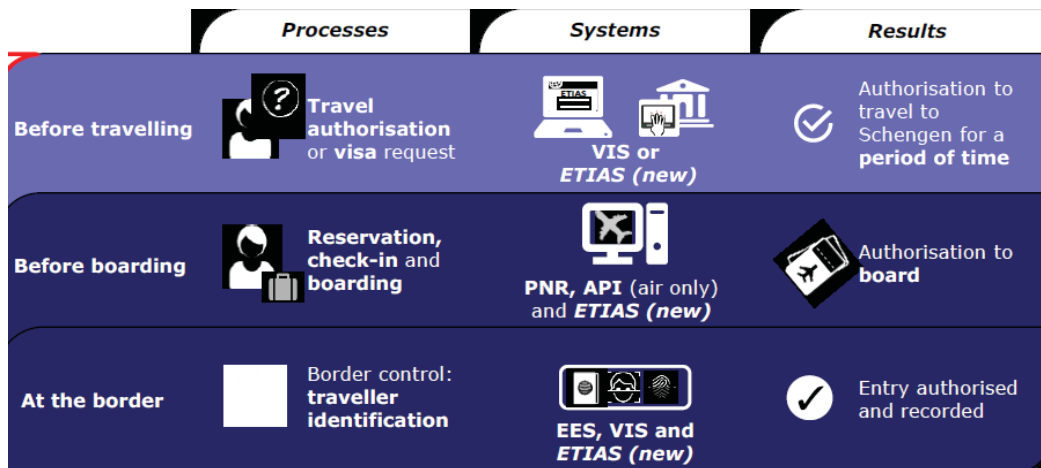 Processes
Systems
Results
Before travelling
Travel
authorisation
or visa request
ETIAS
VIS or
ETIAS (new)
Authorisation to
travel to
Schengen for a
period of time
Before boarding
Reservation,
check-in and
boarding
PNR, API (air only)
and ETIAS (new)
Authorisation to
board
At the border
Border control:
traveller
identification
EES, VIS and
ETIAS (new)
Entry authorised
and recorded